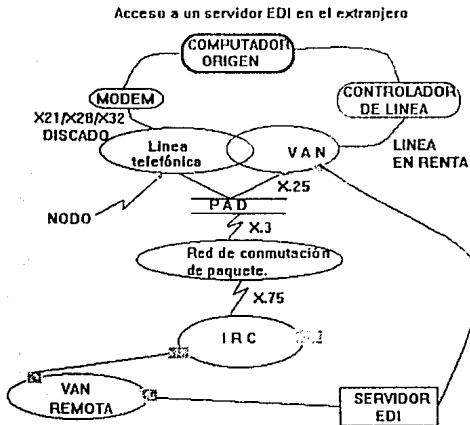 Acceso a un servidor EDI en el extranjero
COMPUTADOR
ORIGEN
MODEM
CONTROLADOR
DE LINEA
X21/X28/X32
DISCADO
Línea
telefónica
V A N
LINEA
EN RENTA
X.25
NODO
P A D
X.3
Red de conmutación
de paquete.
X.75
I R C
VAN
REMOTA
SERVIDOR
EDI